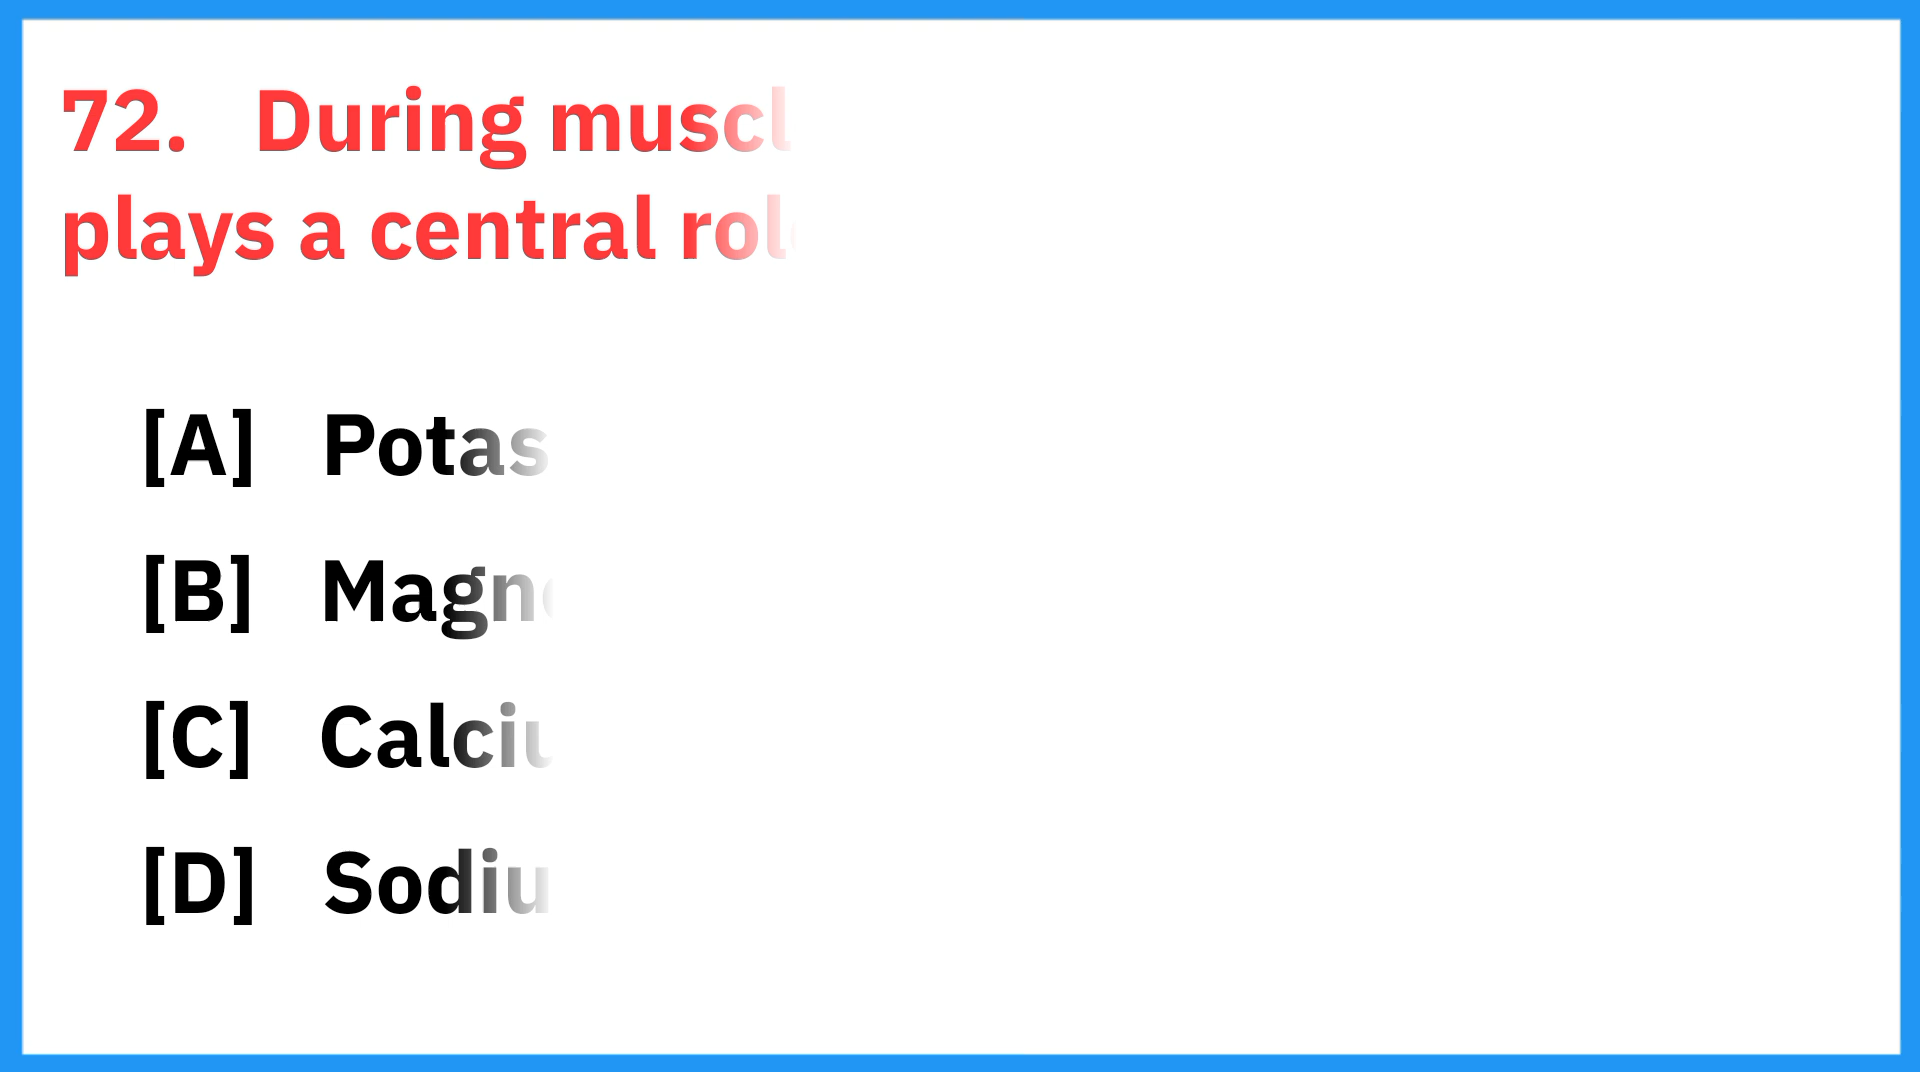 72. During muscl
plays a central rol
[A] Potas
[B] Magn
[C] Calciu
[D] Sodiu